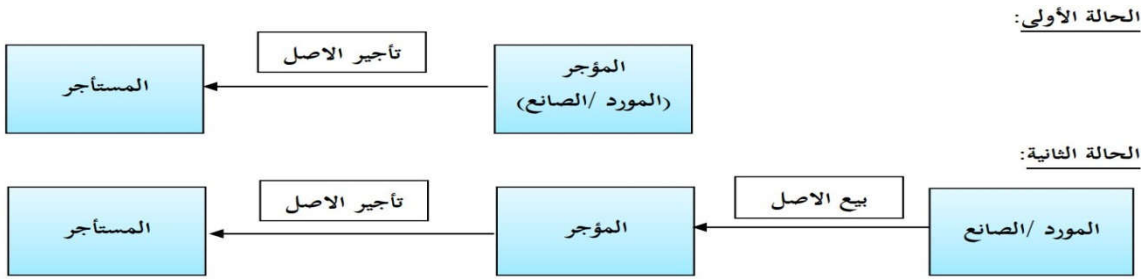 الحالة الأولى:
تأجير الاصل
المؤجر
(المورد /الصانع)
المستأجر
الحالة الثانية:
بيع الاصل
تأجير الاصل
المورد /الصانع
المؤجر
المستأجر